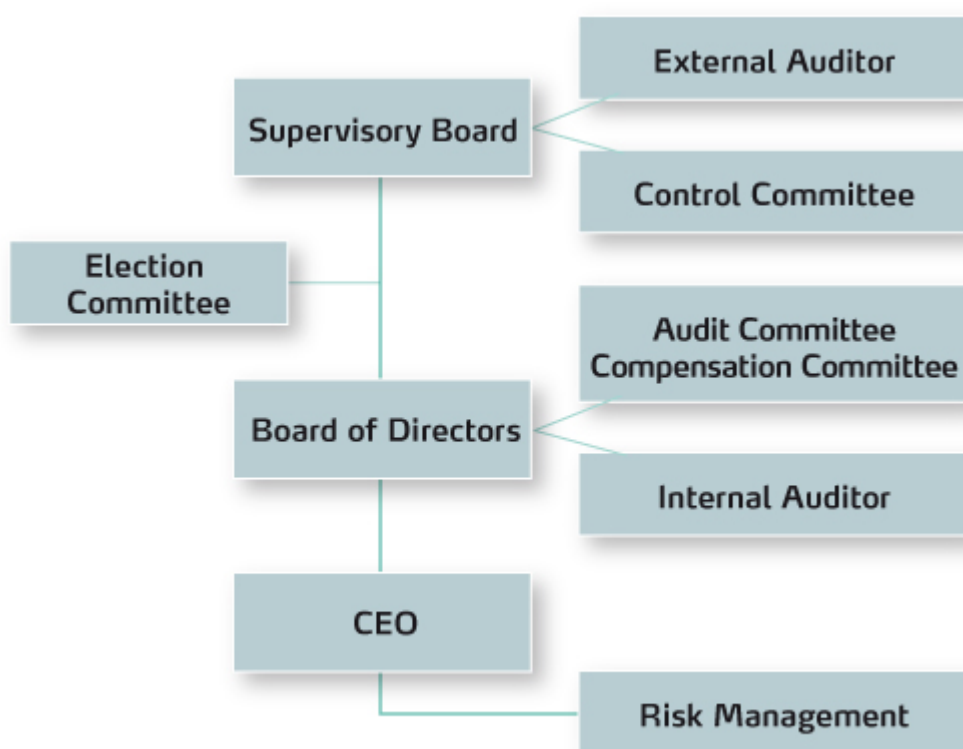 External Auditor
Supervisory Board
Control Committee
Election
Committee
Audit Committee
Compensation Committee
Board of Directors
Internal Auditor
CEO
Risk Management